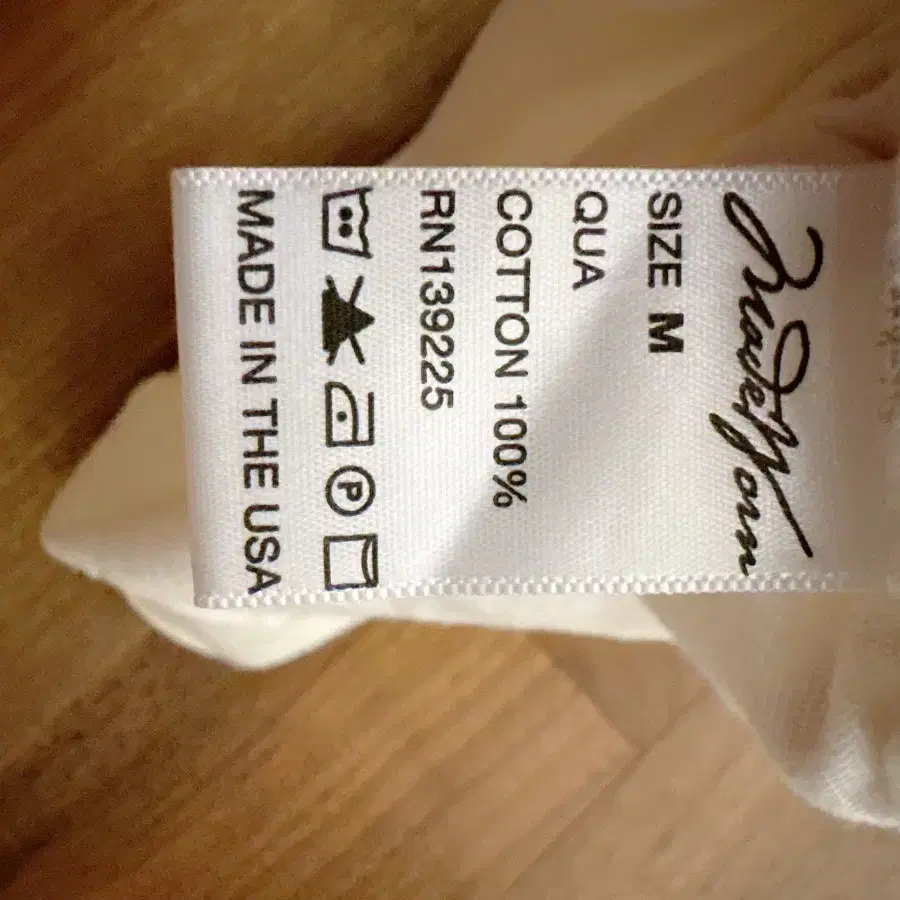 SIZE M
QUA
COTTON 100%
RN139225
P
MADE IN THE USA